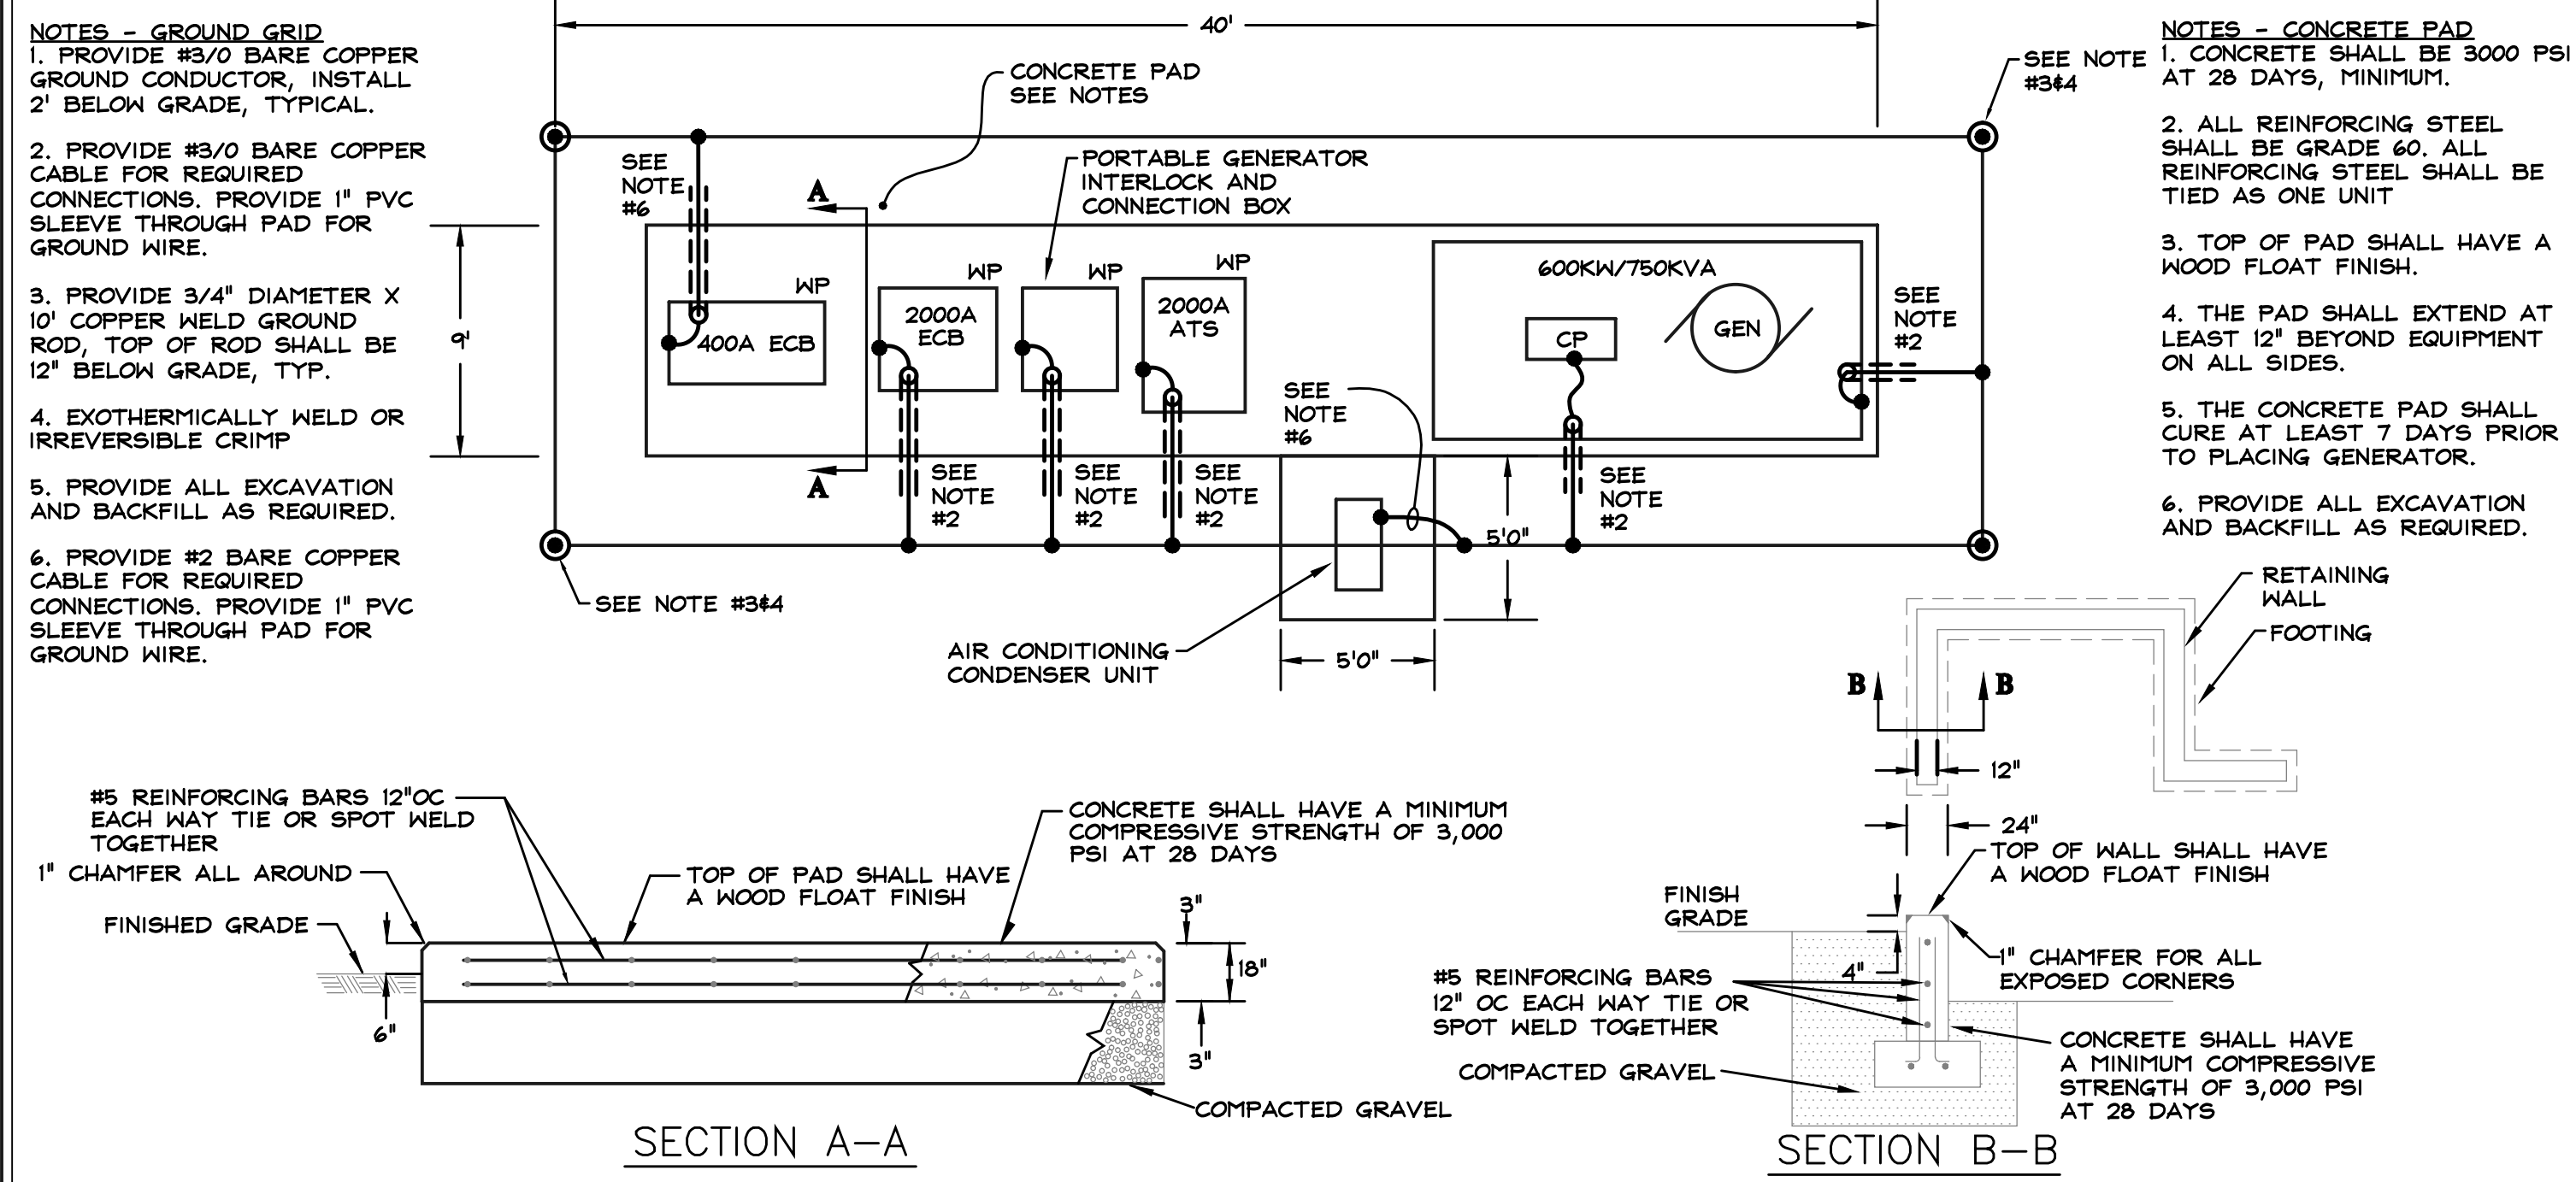 NOTES - GROUND GRID
1. PROVIDE #3/0 BARE COPPER
GROUND CONDUCTOR, INSTALL
2' BELOW GRADE, TYPICAL.
2. PROVIDE #3/0 BARE COPPER
CABLE FOR REQUIRED
CONNECTIONS. PROVIDE 1" PVC
SLEEVE THROUGH PAD FOR
GROUND WIRE.
3. PROVIDE 3/4" DIAMETER X
10' COPPER WELD GROUND
ROD, TOP OF ROD SHALL BE
12" BELOW GRADE, TYP.
4. EXOTHERMICALLY WELD OR
IRREVERSIBLE CRIMP
5. PROVIDE ALL EXCAVATION
AND BACKFILL AS REQUIRED.
6. PROVIDE #2 BARE COPPER
CABLE FOR REQUIRED
CONNECTIONS. PROVIDE 1" PVC
SLEEVE THROUGH PAD FOR
GROUND WIRE.
40'
CONCRETE PAD
SEE NOTES
SEE NOTE
#3&4
SEE
NOTE
#6
A
PORTABLE GENERATOR
INTERLOCK AND
CONNECTION BOX
9'
WP
400A ECB
WP
2000A
ECB
WP
WP
2000A
ATS
600KW/750KVA
CP
GEN
SEE
NOTE
#2
SEE
NOTE
#6
A
SEE
NOTE
#2
SEE
NOTE
#2
SEE
NOTE
#2
SEE
NOTE
#2
5'0"
SEE NOTE #3&4
AIR CONDITIONING
CONDENSER UNIT
5'0"
NOTES - CONCRETE PAD
1. CONCRETE SHALL BE 3000 PSI
AT 28 DAYS, MINIMUM.
2. ALL REINFORCING STEEL
SHALL BE GRADE 60. ALL
REINFORCING STEEL SHALL BE
TIED AS ONE UNIT
3. TOP OF PAD SHALL HAVE A
WOOD FLOAT FINISH.
4. THE PAD SHALL EXTEND AT
LEAST 12" BEYOND EQUIPMENT
ON ALL SIDES.
5. THE CONCRETE PAD SHALL
CURE AT LEAST 7 DAYS PRIOR
TO PLACING GENERATOR.
6. PROVIDE ALL EXCAVATION
AND BACKFILL AS REQUIRED.
RETAINING
WALL
FOOTING
B
B
12"
24"
#5 REINFORCING BARS 12"OC
EACH WAY TIE OR SPOT WELD
TOGETHER
1" CHAMFER ALL AROUND
FINISHED GRADE
6"
TOP OF PAD SHALL HAVE
A WOOD FLOAT FINISH
CONCRETE SHALL HAVE A MINIMUM
COMPRESSIVE STRENGTH OF 3,000
PSI AT 28 DAYS
3"
18"
3"
COMPACTED GRAVEL
SECTION A-A
TOP OF WALL SHALL HAVE
A WOOD FLOAT FINISH
FINISH
GRADE
4"
1" CHAMFER FOR ALL
EXPOSED CORNERS
#5 REINFORCING BARS
12" OC EACH WAY TIE OR
SPOT WELD TOGETHER
COMPACTED GRAVEL
CONCRETE SHALL HAVE
A MINIMUM COMPRESSIVE
STRENGTH OF 3,000 PSI
AT 28 DAYS
SECTION B-B